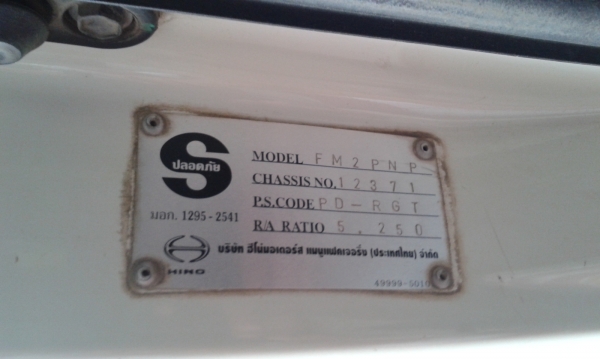 S
ปลอดภัย
มอก. 1295-2541
MODEL FM2PNP
CHASSIS NO. 12371
P.S.CODE PD-RGT
R/A RATIO 5.250
HINO
บริษัท ฮีโน่มอเตอร์ส แมนูแฟคเจอริ่ง (ประเทศไทย) จำกัด
49999-5010